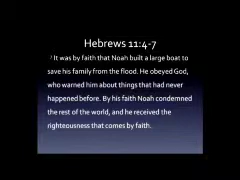 Hebrews 11:4-7
7 It was by faith that Noah built a large boat to
save his family from the flood. He obeyed God,
who warned him about things that had never
happened before. By his faith Noah condemned
the rest of the world, and he received the
righteousness that comes by faith.